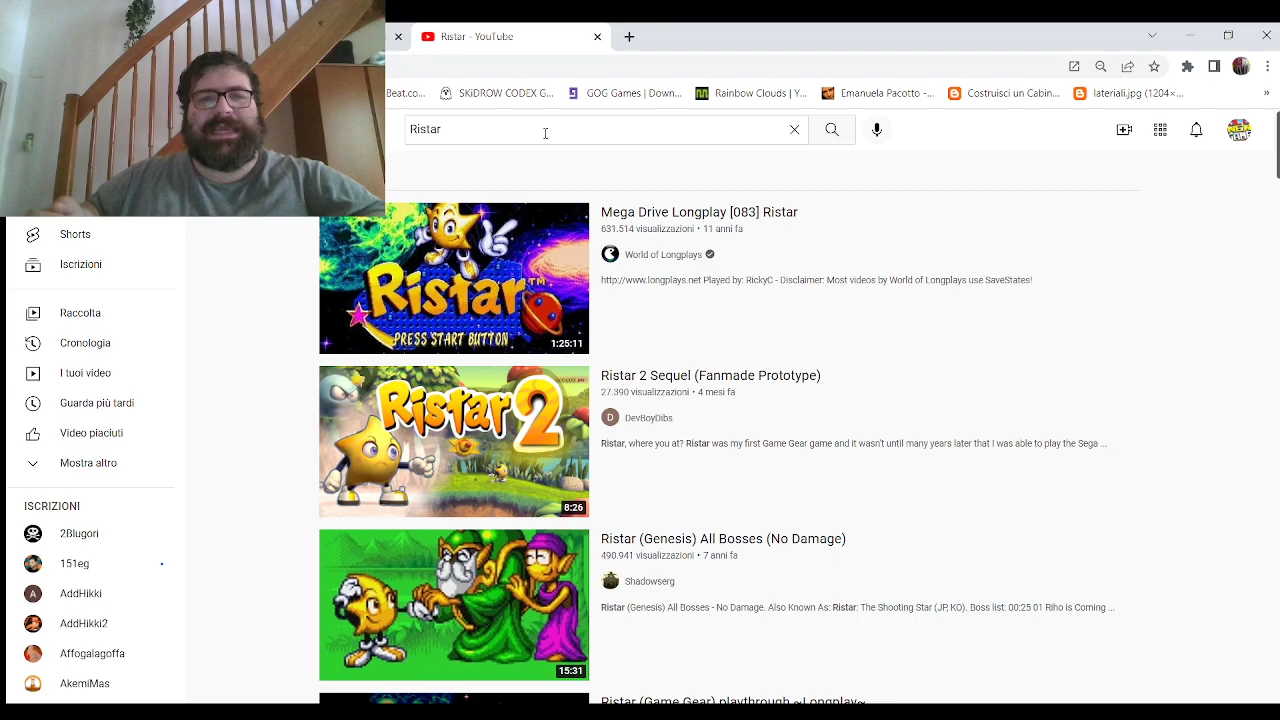 Ristar - YouTube
Beat.co...
SKIDROW CODEX G...
GOG Games | Down...
Rainbow Clouds | Y...
Emanuela Pacotto -...
Costruisci un Cabin...
lateriali.jpg (1204×...
Ristar
NEW GAME
Shorts
Iscrizioni
Raccolta
Cronologia
I tuoi video
Guarda più tardi
Video piaciuti
Mostra altro
ISCRIZIONI
2Blugori
151eg
A AddHikki
AddHikki2
Affogalagoffa
AkemiMas
Ristar™
PRESS START BUTTON
1:25:11
Mega Drive Longplay [083] Ristar
631.514 visualizzazioni • 11 anni fa
World of Longplays
http://www.longplays.net Played by: RickyC - Disclaimer: Most videos by World of Longplays use SaveStates!
Ristar 2
8:26
Ristar 2 Sequel (Fanmade Prototype)
27.390 visualizzazioni • 4 mesi fa
D DevBoyDibs
Ristar, where you at? Ristar was my first Game Gear game and it wasn't until many years later that I was able to play the Sega ...
15:31
Ristar (Genesis) All Bosses (No Damage)
490.941 visualizzazioni • 7 anni fa
Shadowserg
Ristar (Genesis) All Bosses - No Damage. Also Known As: Ristar: The Shooting Star (JP, KO). Boss list: 00:25 01 Riho is Coming ...
Ristar (Game Gear) playthrough ~Longplay~